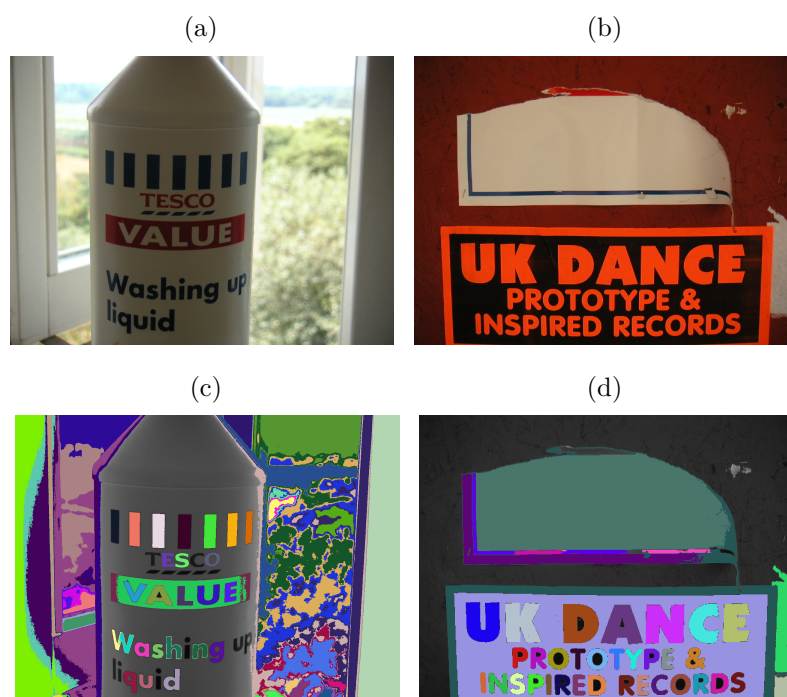 (a)
(b)
TESCO
VALUE
Washing up
liquid
UK DANCE
PROTOTYPE &
INSPIRED RECORDS
(c)
(d)
TESCO
VALUE
Washing up
liquid
UK DANCE
PROTOTYPE &
INSPIRED RECORDS